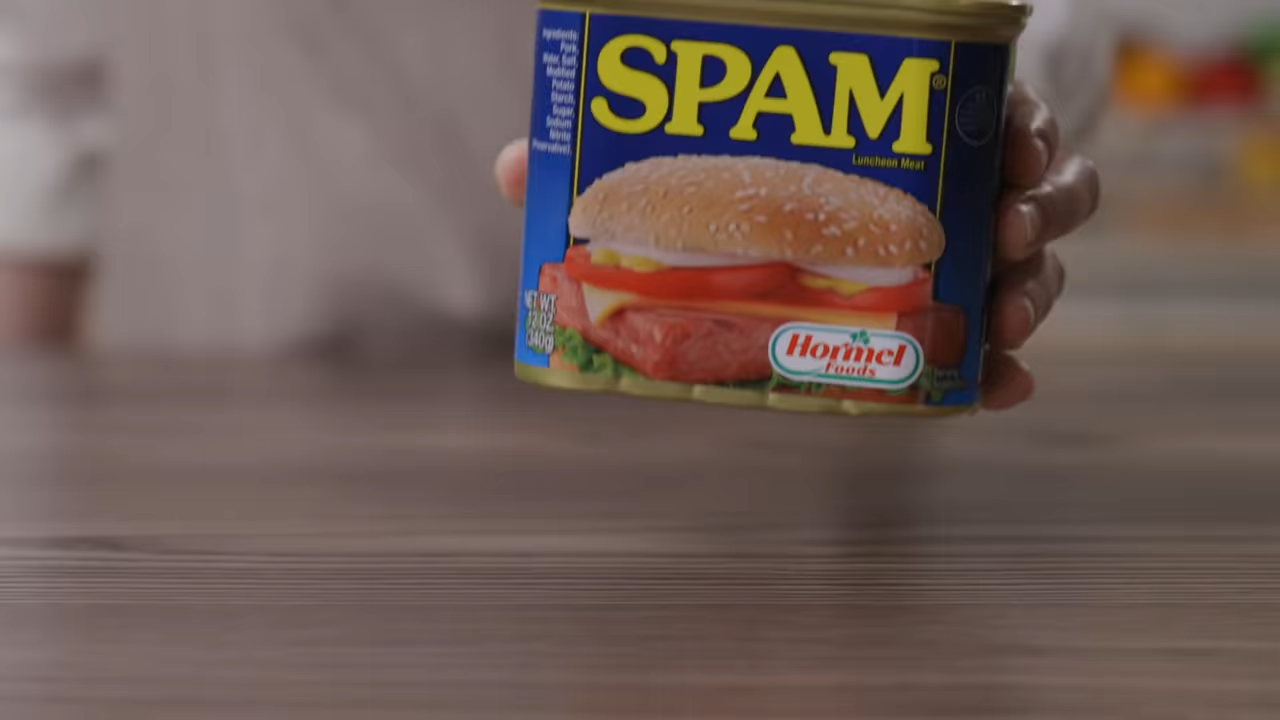 Ingredients:
Pork,
Water, Salt,
Modified
Potato
Starch,
Sugar,
Sodium
Nitrite
Preservative).
SPAM®
Luncheon Meat
NET WT.
12 OZ
(340g)
Hormel
Foods